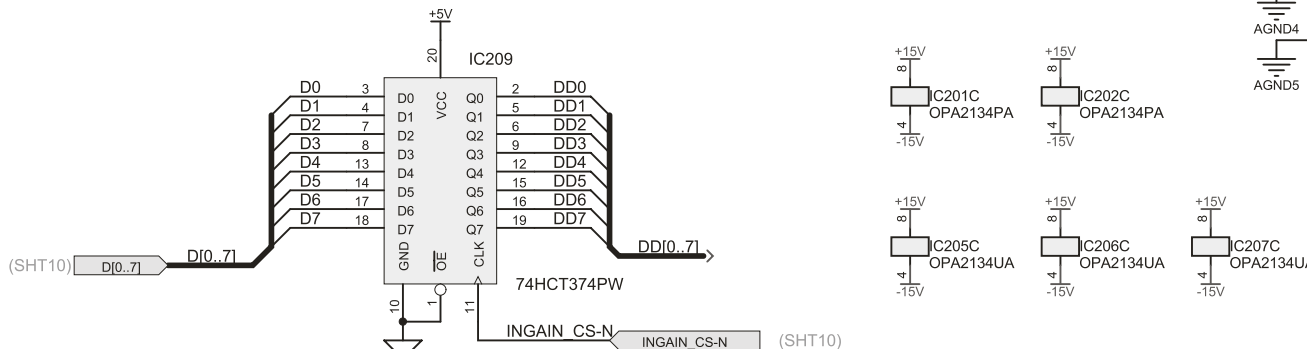 +5V
20
IC209
D0 3 D0 VCC Q0 2 DD0
D1 4 D1 Q1 5 DD1
D2 7 D2 Q2 6 DD2
D3 8 D3 Q3 9 DD3
D4 13 D4 Q4 12 DD4
D5 14 D5 Q5 15 DD5
D6 17 D6 Q6 16 DD6
D7 18 D7 Q7 19 DD7
GND OE CLK
(SHT10) D[0..7] D[0..7]
DD[0..7]
74HCT374PW
10 1 11
INGAIN_CS-N INGAIN_CS-N (SHT10)
AGND4
AGND5
+15V
8
IC201C
OPA2134PA
4
-15V
+15V
8
IC202C
OPA2134PA
4
-15V
+15V
8
IC205C
OPA2134UA
4
-15V
+15V
8
IC206C
OPA2134UA
4
-15V
+15V
8
IC207C
OPA2134U
4
-15V